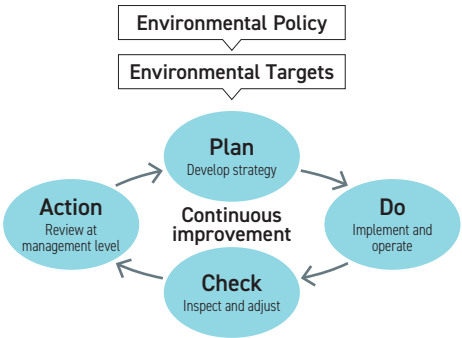 Environmental Policy
Environmental Targets
Plan
Develop strategy
Action
Review at
management level
Continuous
improvement
Do
Implement and
operate
Check
Inspect and adjust